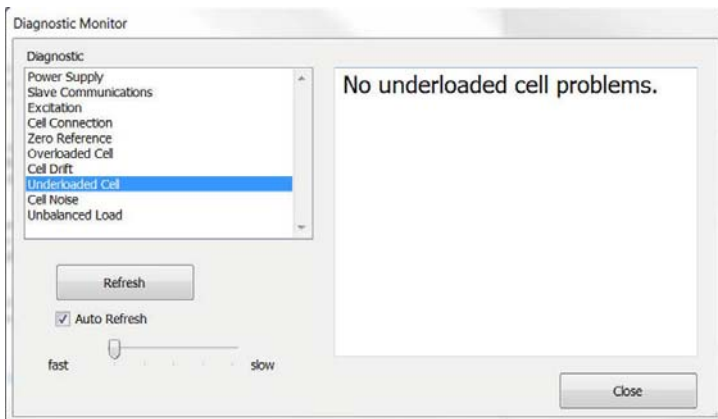 Diagnostic Monitor
Diagnostic
Power Supply
Slave Communications
Excitation
Cell Connection
Zero Reference
Overloaded Cell
Cell Drift
Underloaded Cell
Cell Noise
Unbalanced Load
No underloaded cell problems.
Refresh
Auto Refresh
fast
slow
Close